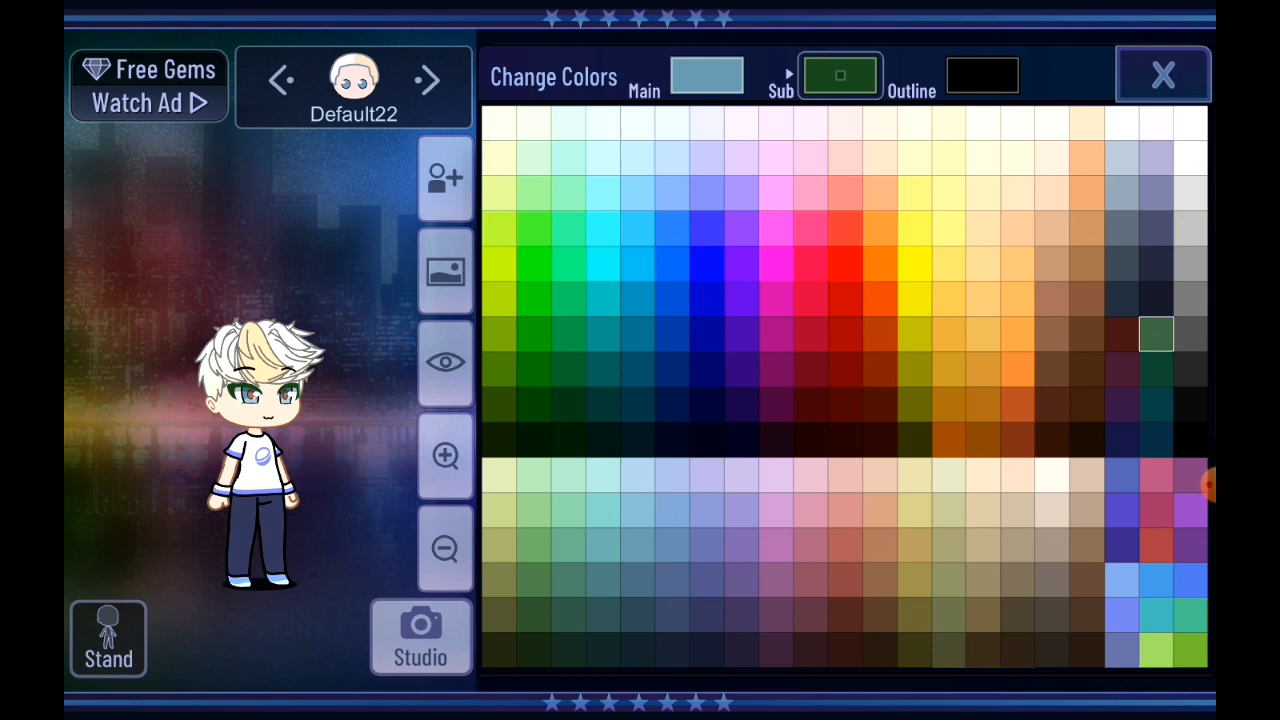 Free Gems
Watch Ad
Default22
Change Colors
Main
Sub
Outline
X
Stand
Studio